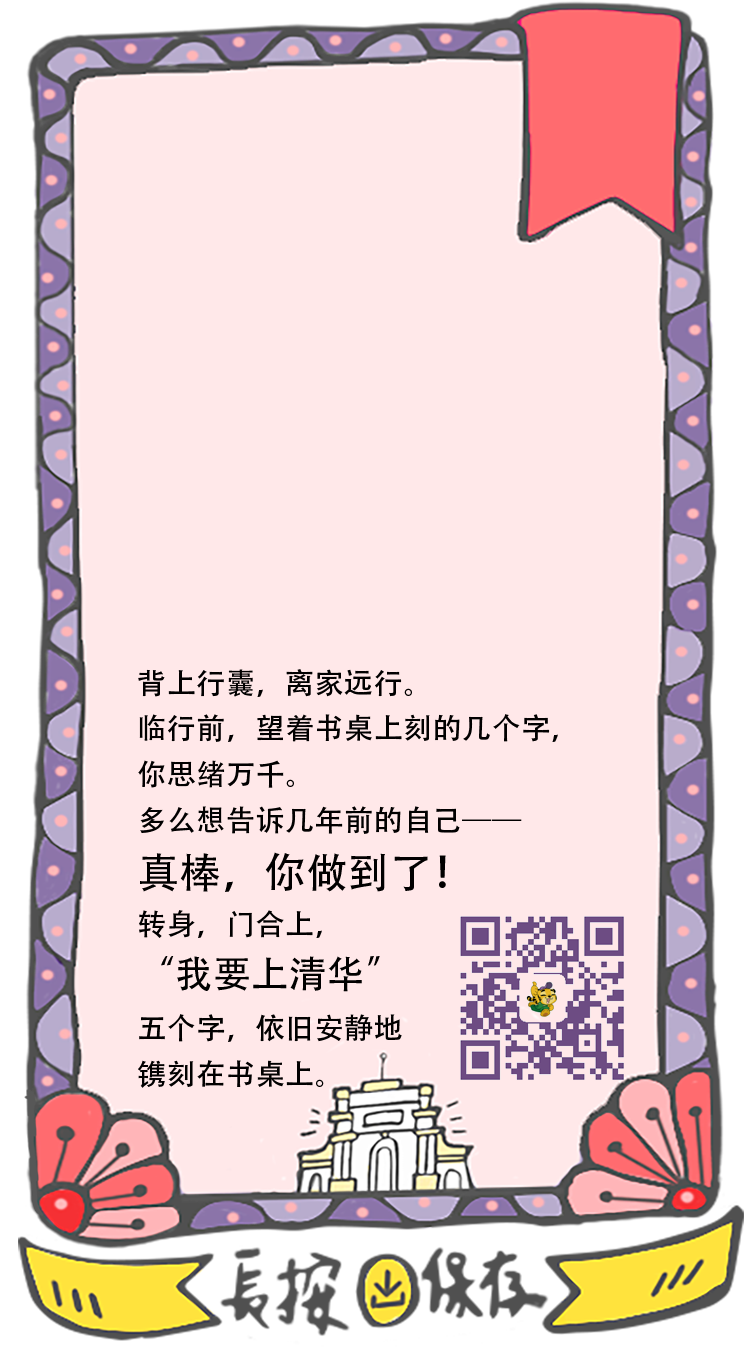 背上行囊，离家远行。
临行前，望着书桌上刻的几个字，
你思绪万千。
多么想告诉几年前的自己——
真棒，你做到了！
转身，门合上，
“我要上清华”
五个字，依旧安静地
镌刻在书桌上。
長按保存